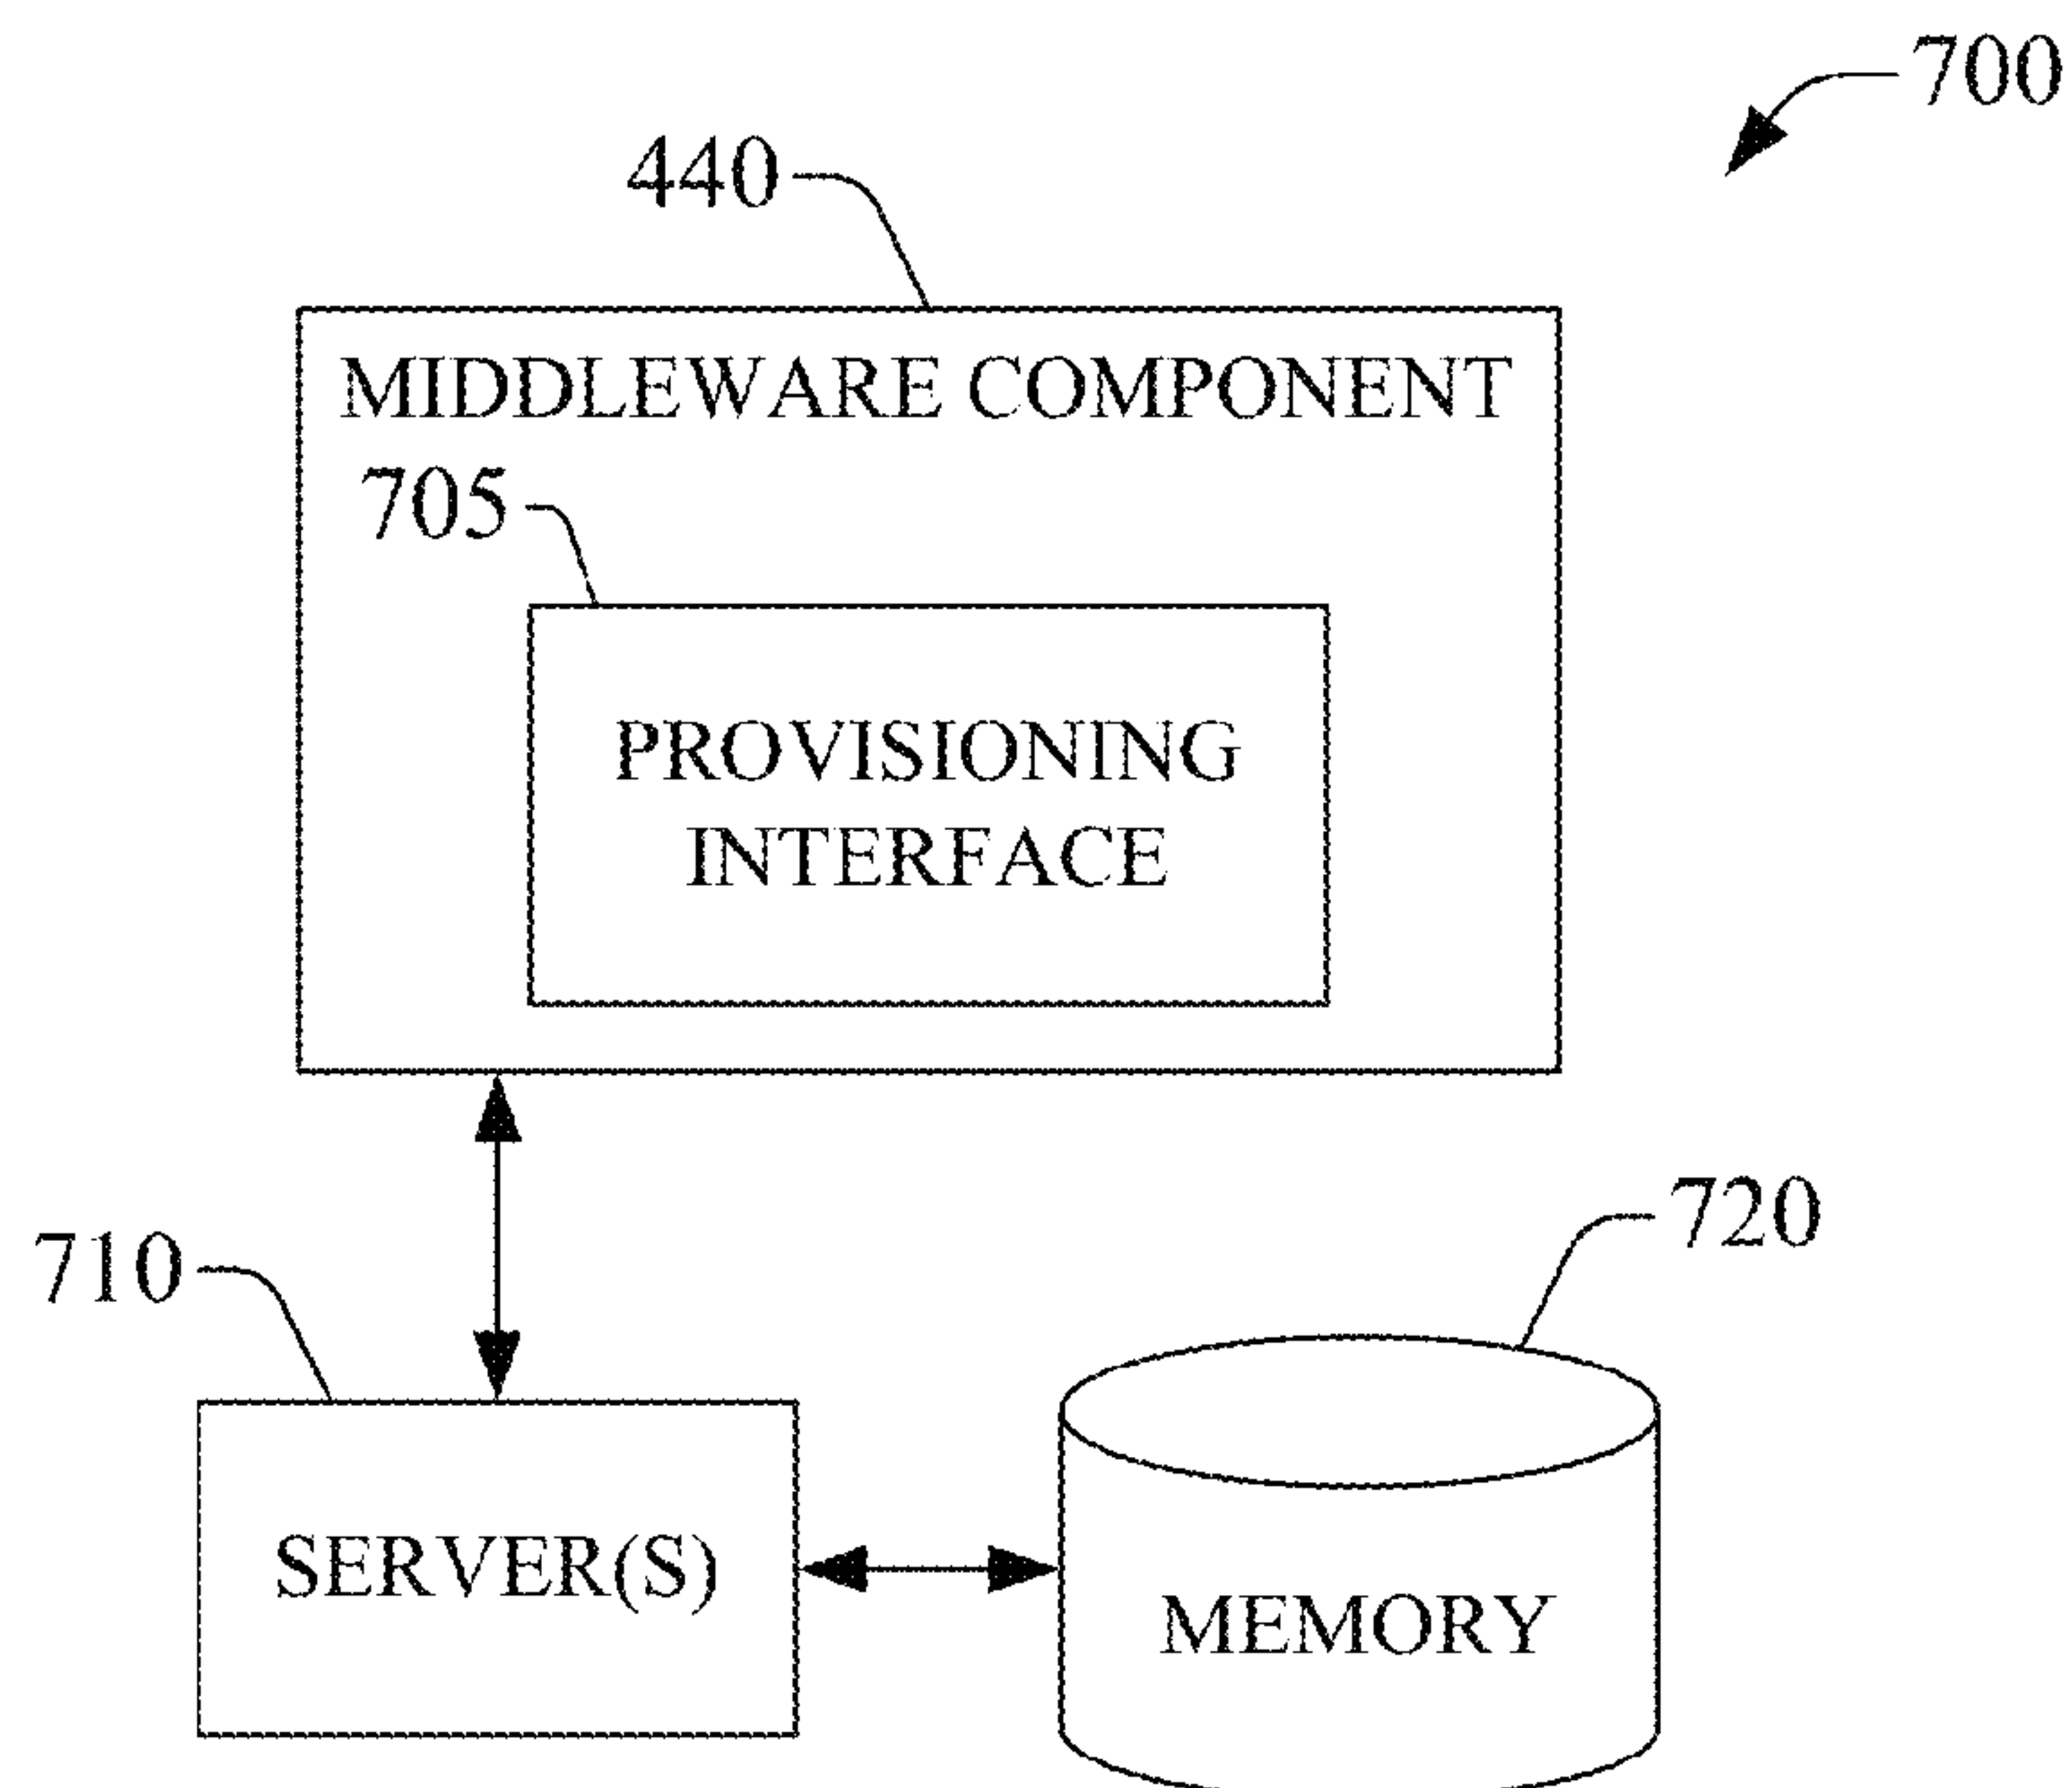 700
440
MIDDLEWARE COMPONENT
705
PROVISIONING
INTERFACE
720
710
SERVER(S)
MEMORY